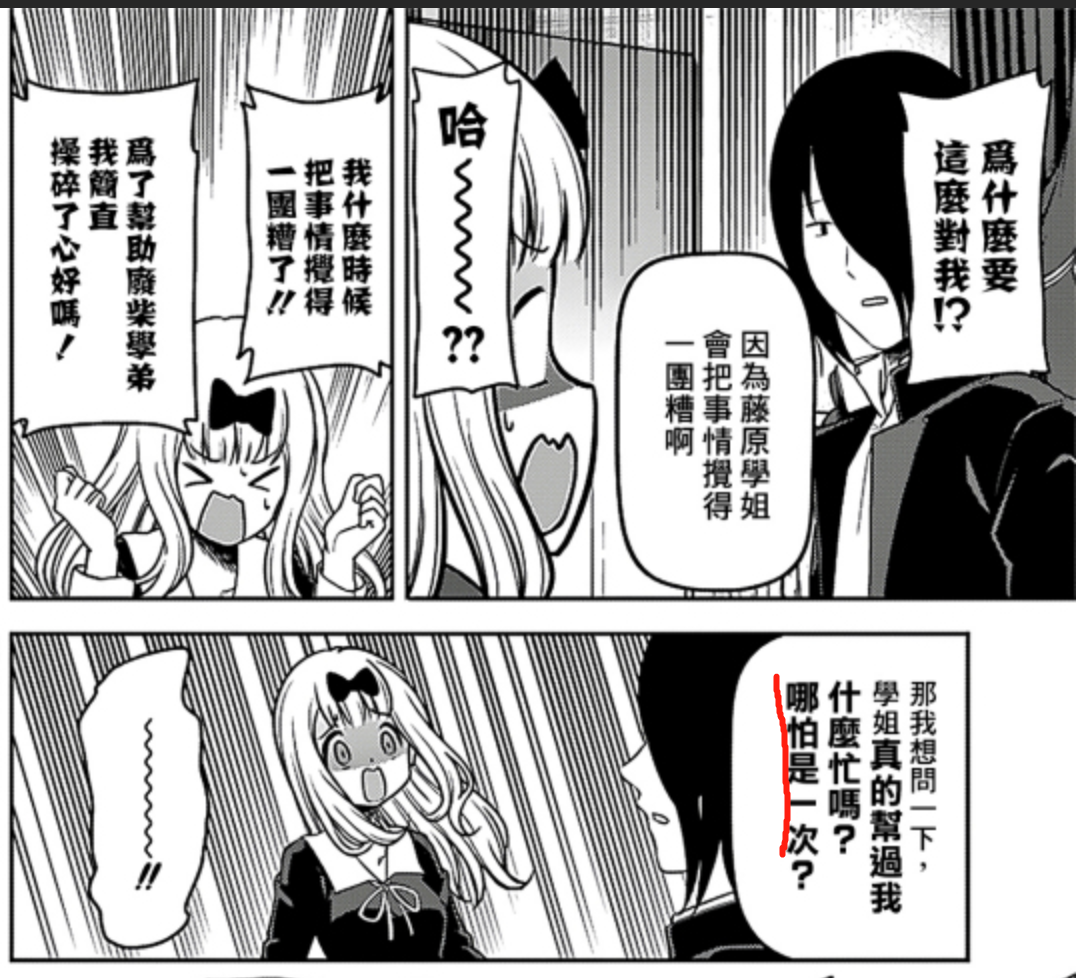 爲什麼要
這麼對我!?
因為藤原學姐
會把事情攪得
一團糟啊
哈～～～～??
我什麼時候
把事情攪得
一團糟了!!
爲了幫助廢柴學弟
我簡直
操碎了心好嗎！
那我想問一下，
學姐真的幫過我
什麼忙嗎？
哪怕是一次？
～～～～!!